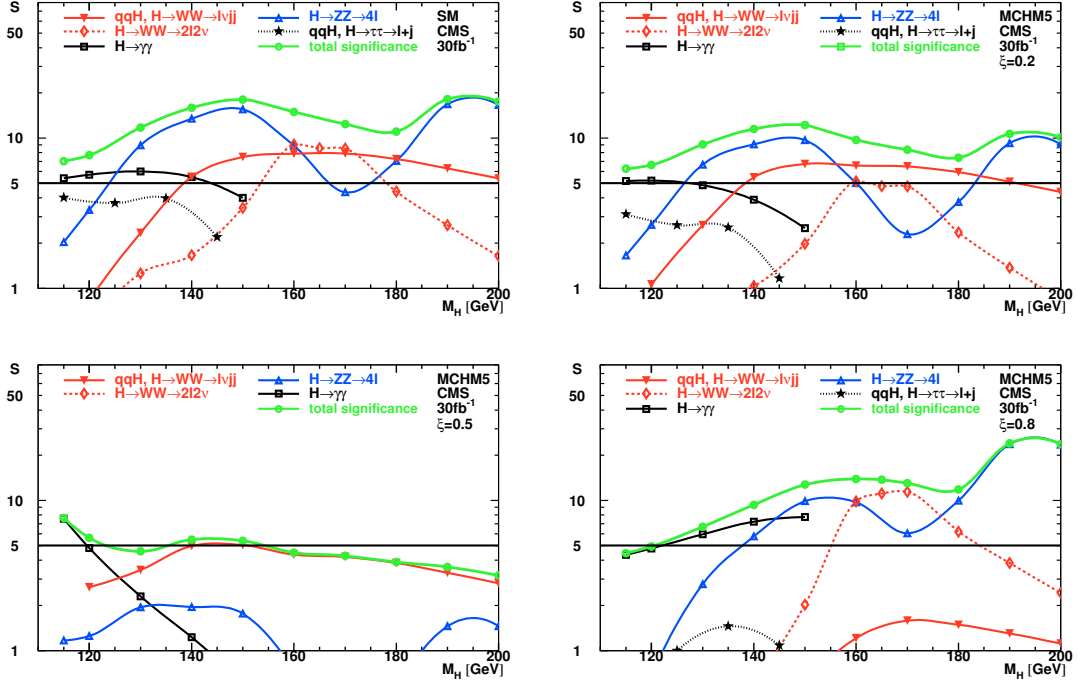 S
50
10
5
1
qqH, H→WW→lνjj
H→WW→2l2ν
H→γγ
H→ZZ→4l
qqH, H→ττ→l+j
total significance
SM
CMS
30fb⁻¹
120 140 160 180 200
M_H [GeV]
S
50
10
5
1
qqH, H→WW→lνjj
H→WW→2l2ν
H→γγ
H→ZZ→4l
qqH, H→ττ→l+j
total significance
MCHM5
CMS
30fb⁻¹
ξ=0.2
120 140 160 180 200
M_H [GeV]
S
50
10
5
1
qqH, H→WW→lνjj
H→WW→2l2ν
H→ZZ→4l
H→γγ
total significance
MCHM5
CMS
30fb⁻¹
ξ=0.5
120 140 160 180 200
M_H [GeV]
S
50
10
5
1
qqH, H→WW→lνjj
H→WW→2l2ν
H→γγ
H→ZZ→4l
qqH, H→ττ→l+j
total significance
MCHM5
CMS
30fb⁻¹
ξ=0.8
120 140 160 180 200
M_H [GeV]